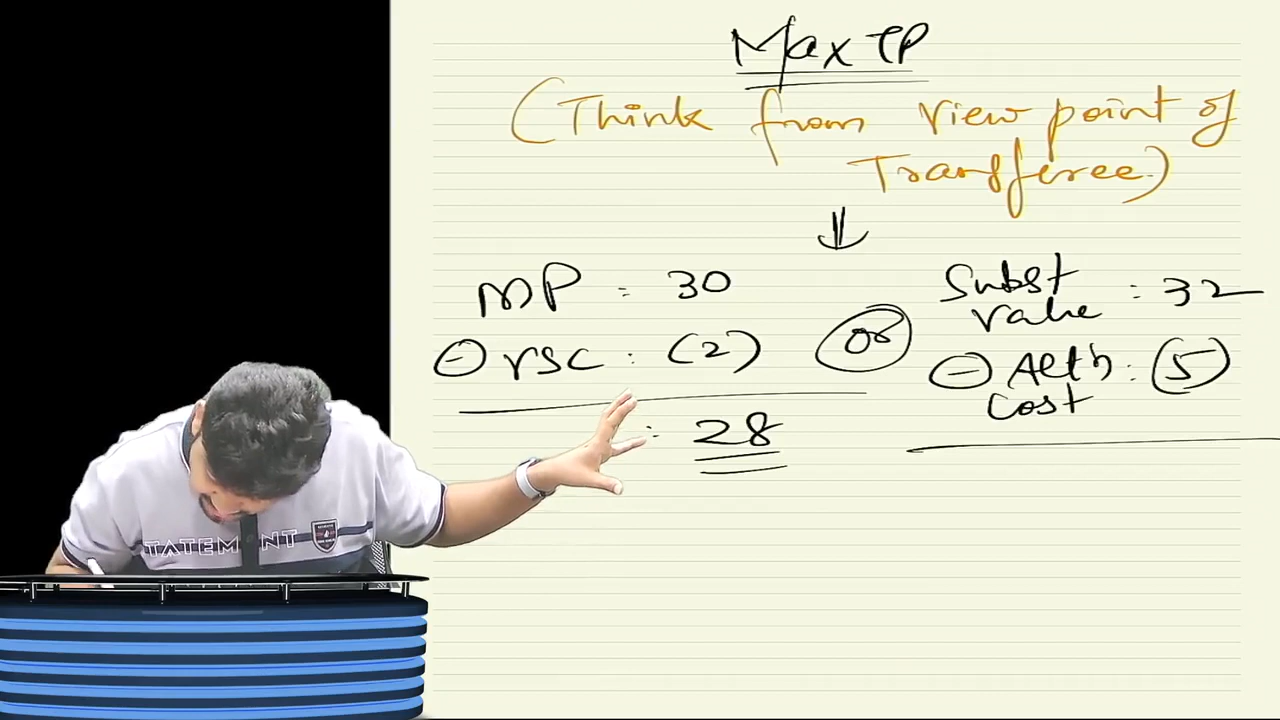 Max TP
(Think from view point of
Transferee.)
↓
MP : 30
⊖ VSC : (2)
: 28
or
Subst
value : 32
⊖ Altn : (5)
cost
TATEMENT